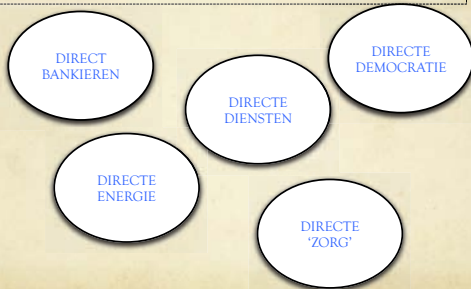 DIRECT
BANKIEREN
DIRECTE
DEMOCRATIE
DIRECTE
DIENSTEN
DIRECTE
ENERGIE
DIRECTE
‘ZORG’